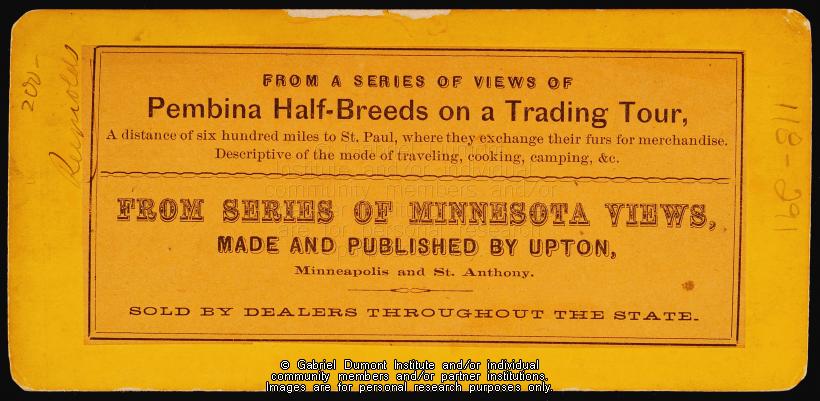 200-
Reynolds
FROM A SERIES OF VIEWS OF
Pembina Half-Breeds on a Trading Tour,
A distance of six hundred miles to St. Paul, where they exchange their furs for merchandise.
Descriptive of the mode of traveling, cooking, camping, &c.
FROM SERIES OF MINNESOTA VIEWS,
MADE AND PUBLISHED BY UPTON,
Minneapolis and St. Anthony.
SOLD BY DEALERS THROUGHOUT THE STATE.
118-291
© Gabriel Dumont Institute and/or individual
community members and/or partner institutions.
Images are for personal research purposes only.